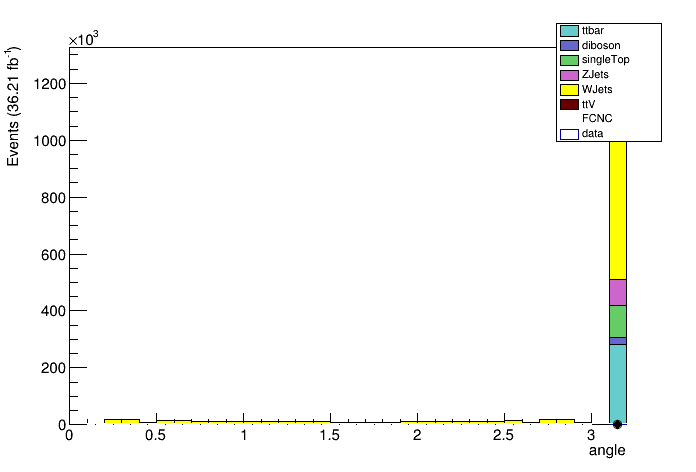 ×10³
Events (36.21 fb⁻¹)
1200
1000
800
600
400
200
0
0 0.5 1 1.5 2 2.5 3
angle
ttbar
diboson
singleTop
ZJets
WJets
ttV
FCNC
data